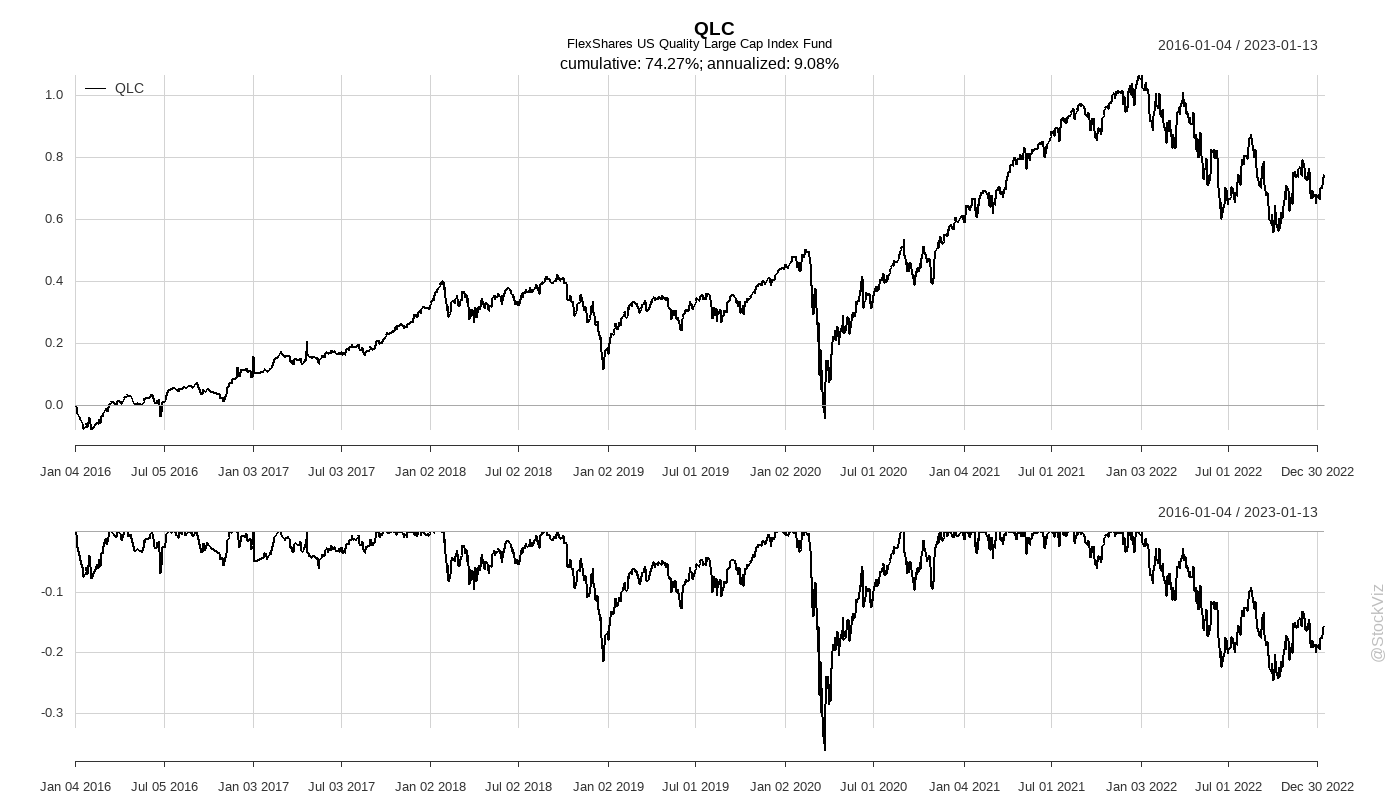 QLC
FlexShares US Quality Large Cap Index Fund
cumulative: 74.27%; annualized: 9.08%
2016-01-04 / 2023-01-13
QLC
1.0
0.8
0.6
0.4
0.2
0.0
Jan 04 2016 Jul 05 2016 Jan 03 2017 Jul 03 2017 Jan 02 2018 Jul 02 2018 Jan 02 2019 Jul 01 2019 Jan 02 2020 Jul 01 2020 Jan 04 2021 Jul 01 2021 Jan 03 2022 Jul 01 2022 Dec 30 2022
2016-01-04 / 2023-01-13
-0.1
-0.2
-0.3
Jan 04 2016 Jul 05 2016 Jan 03 2017 Jul 03 2017 Jan 02 2018 Jul 02 2018 Jan 02 2019 Jul 01 2019 Jan 02 2020 Jul 01 2020 Jan 04 2021 Jul 01 2021 Jan 03 2022 Jul 01 2022 Dec 30 2022
@StockViz